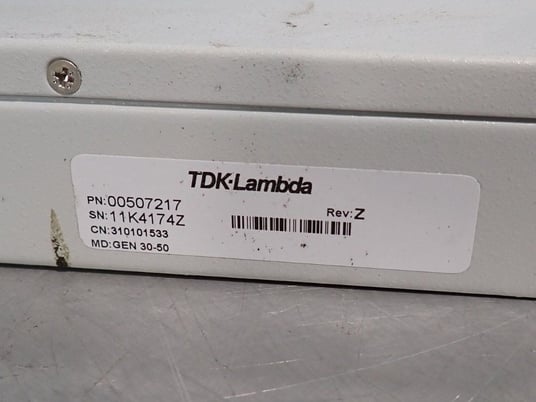 TDK·Lambda
PN:00507217
Rev:Z
SN:11K4174Z
CN:310101533
MD:GEN 30-50